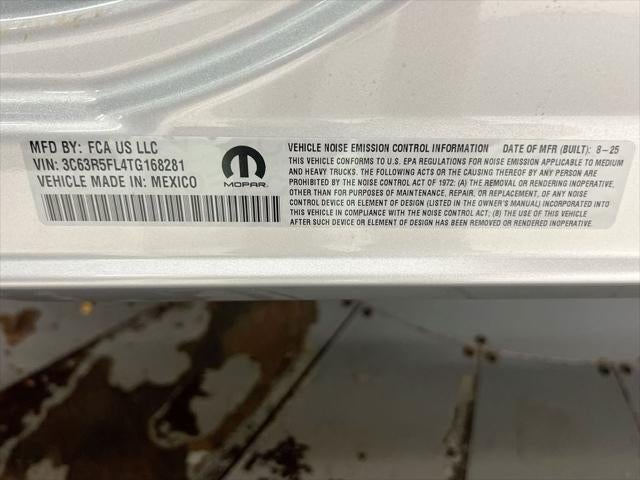 MFD BY: FCA US LLC
VIN: 3C63R5FL4TG168281
VEHICLE MADE IN: MEXICO
MOPAR
VEHICLE NOISE EMISSION CONTROL INFORMATION DATE OF MFR (BUILT): 8-25
THIS VEHICLE CONFORMS TO U.S. EPA REGULATIONS FOR NOISE EMISSION APPLICABLE TO MEDIUM
AND HEAVY TRUCKS. THE FOLLOWING ACTS OR THE CAUSING THEREOF BY ANY PERSON ARE
PROHIBITED BY THE NOISE CONTROL ACT OF 1972: (A) THE REMOVAL OR RENDERING INOPERATIVE,
OTHER THAN FOR PURPOSES OF MAINTENANCE, REPAIR, OR REPLACEMENT, OF ANY NOISE
CONTROL DEVICE OR ELEMENT OF DESIGN (LISTED IN THE OWNER'S MANUAL) INCORPORATED INTO
THIS VEHICLE IN COMPLIANCE WITH THE NOISE CONTROL ACT; (B) THE USE OF THIS VEHICLE
AFTER SUCH DEVICE OR ELEMENT OF DESIGN HAS BEEN REMOVED OR RENDERED INOPERATIVE.